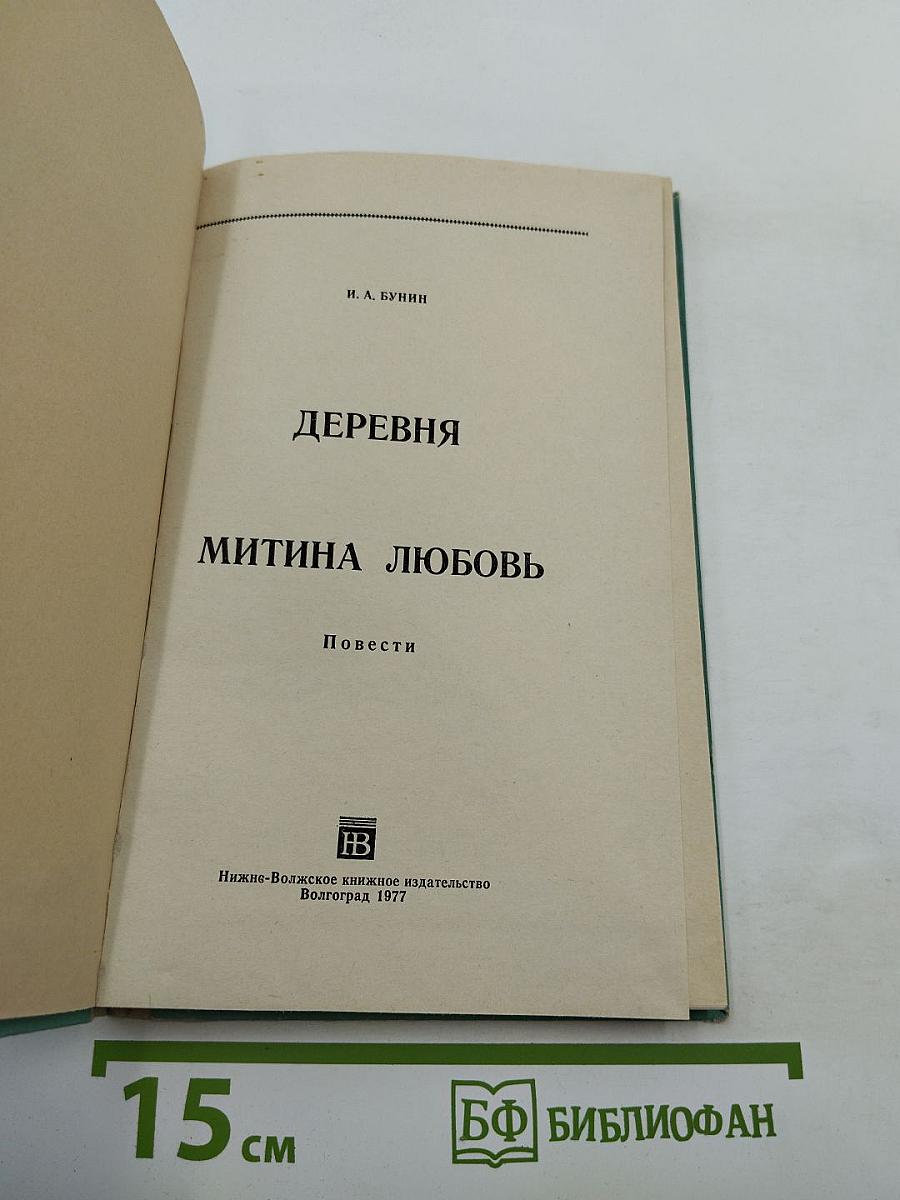 И. А. БУНИН
ДЕРЕВНЯ
МИТИНА ЛЮБОВЬ
Повести
НВ
Нижне-Волжское книжное издательство
Волгоград 1977
15 см
БФ БИБЛИОФАН